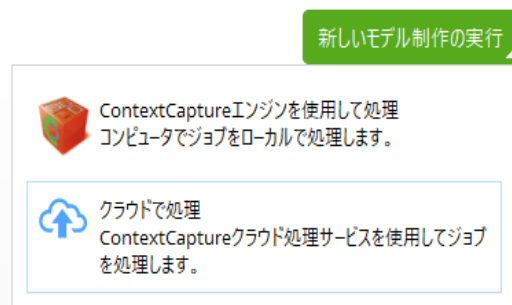 新しいモデル制作の実行
ContextCaptureエンジンを使用して処理
コンピュータでジョブをローカルで処理します。
クラウドで処理
ContextCaptureクラウド処理サービスを使用してジョブ
を処理します。